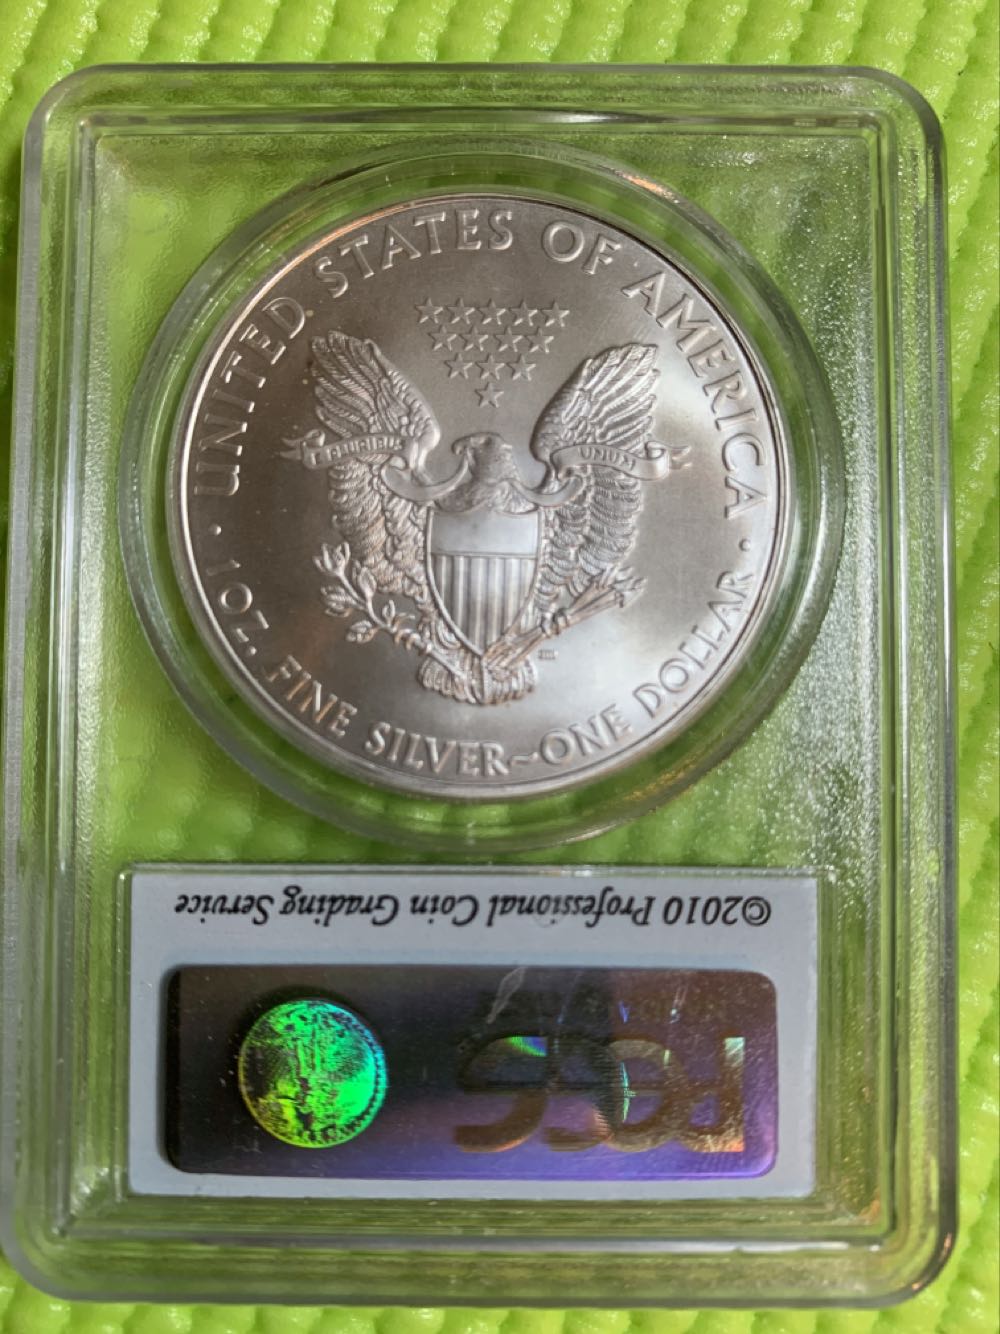 UNITED STATES OF AMERICA
E PLURIBUS UNUM
1 OZ. FINE SILVER~ONE DOLLAR
©2010 Professional Coin Grading Service
PCGS